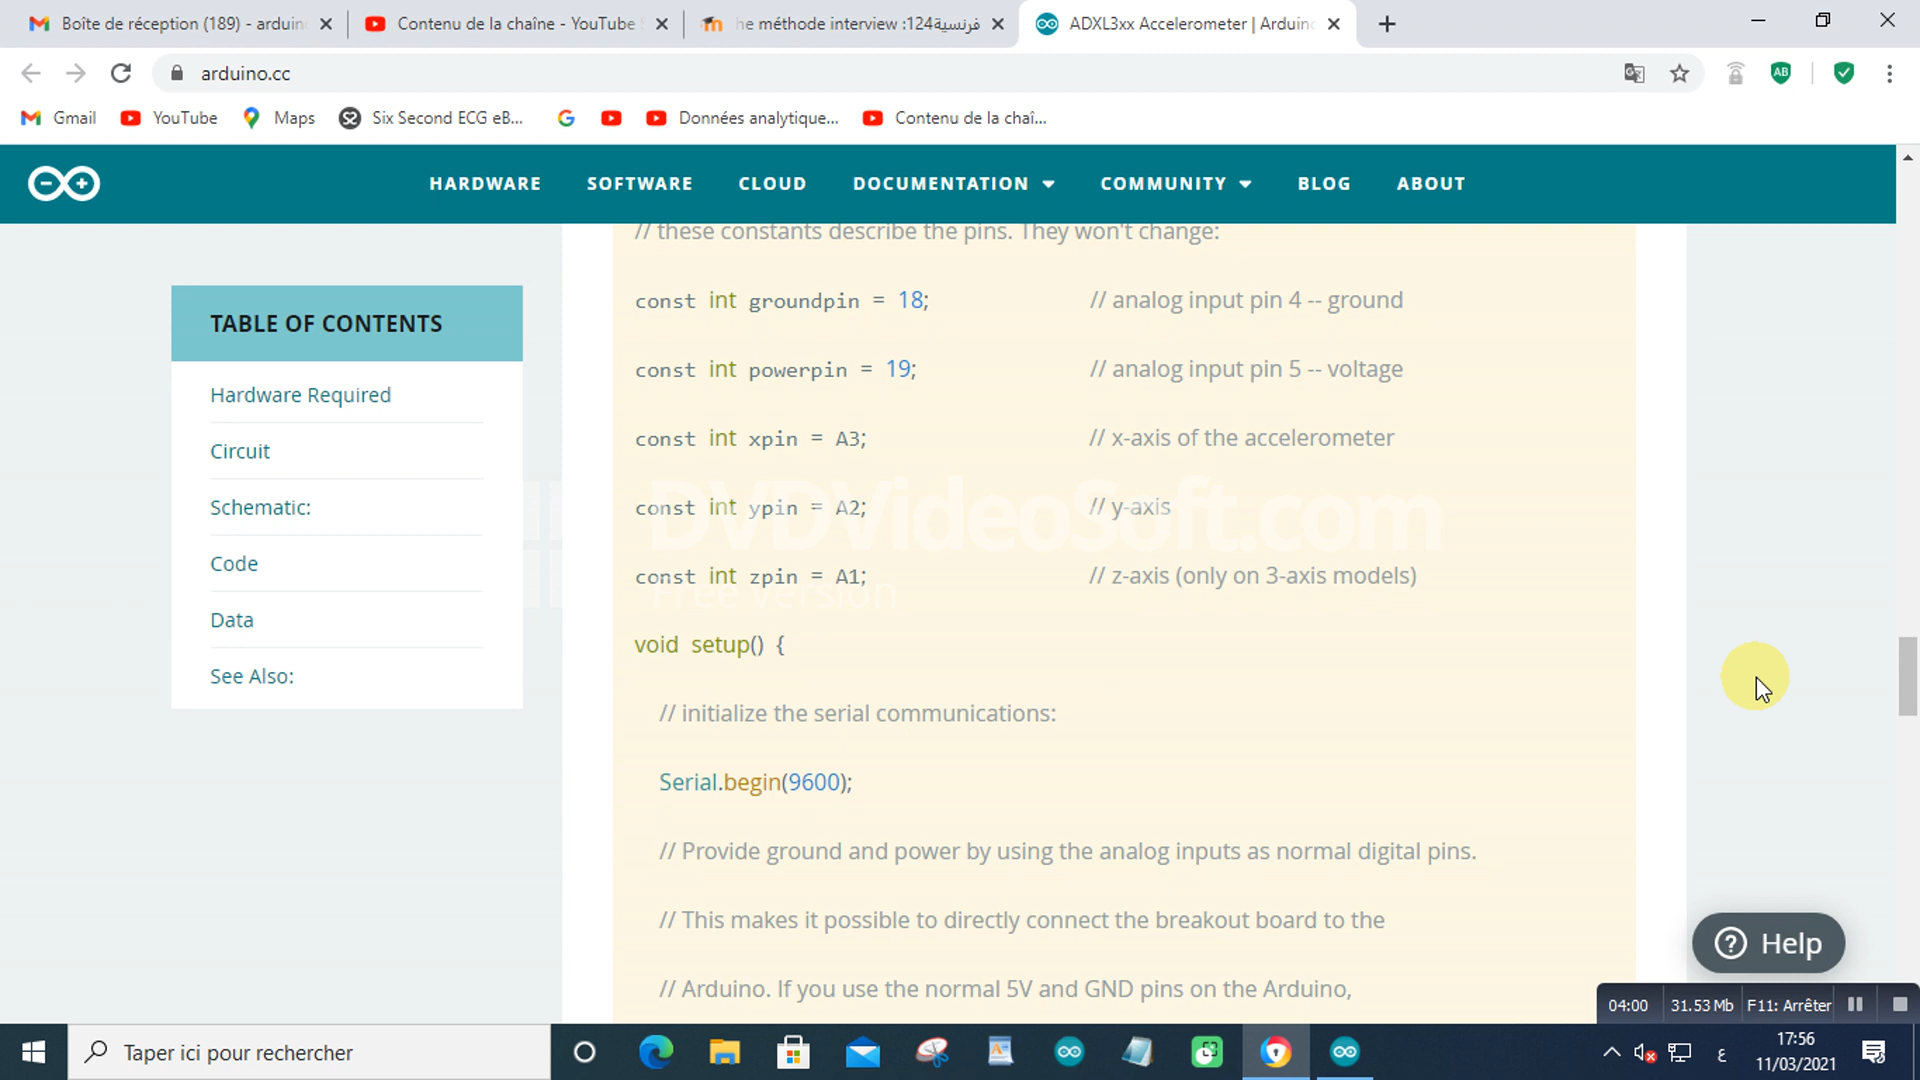 Boîte de réception (189) - arduin
Contenu de la chaîne - YouTube
he méthode interview :124فرنسية
ADXL3xx Accelerometer | Arduin
arduino.cc
Gmail
YouTube
Maps
Six Second ECG eB...
Données analytique...
Contenu de la chaî...
HARDWARE
SOFTWARE
CLOUD
DOCUMENTATION
COMMUNITY
BLOG
ABOUT
TABLE OF CONTENTS
Hardware Required
Circuit
Schematic:
Code
Data
See Also:
// these constants describe the pins. They won't change:
const int groundpin = 18; // analog input pin 4 -- ground
const int powerpin = 19; // analog input pin 5 -- voltage
const int xpin = A3; // x-axis of the accelerometer
const int ypin = A2; // y-axis
const int zpin = A1; // z-axis (only on 3-axis models)
void setup() {
// initialize the serial communications:
Serial.begin(9600);
// Provide ground and power by using the analog inputs as normal digital pins.
// This makes it possible to directly connect the breakout board to the
// Arduino. If you use the normal 5V and GND pins on the Arduino,
DVDVideoSoft.com
Free Version
Help
04:00
31.53 Mb
F11: Arrêter
Taper ici pour rechercher
ع
17:56
11/03/2021